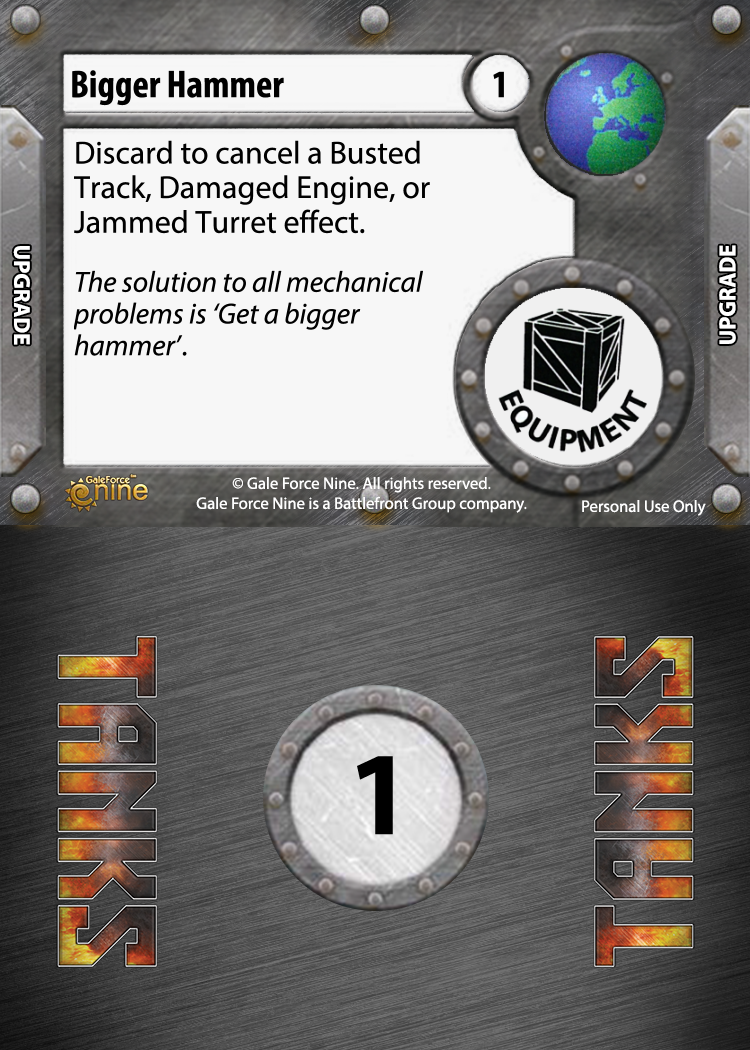 Bigger Hammer
1
Discard to cancel a Busted
Track, Damaged Engine, or
Jammed Turret effect.
The solution to all mechanical
problems is ‘Get a bigger
hammer’.
UPGRADE
UPGRADE
EQUIPMENT
GaleForce™
nine
© Gale Force Nine. All rights reserved.
Gale Force Nine is a Battlefront Group company.
Personal Use Only
TANKS
1
TANKS